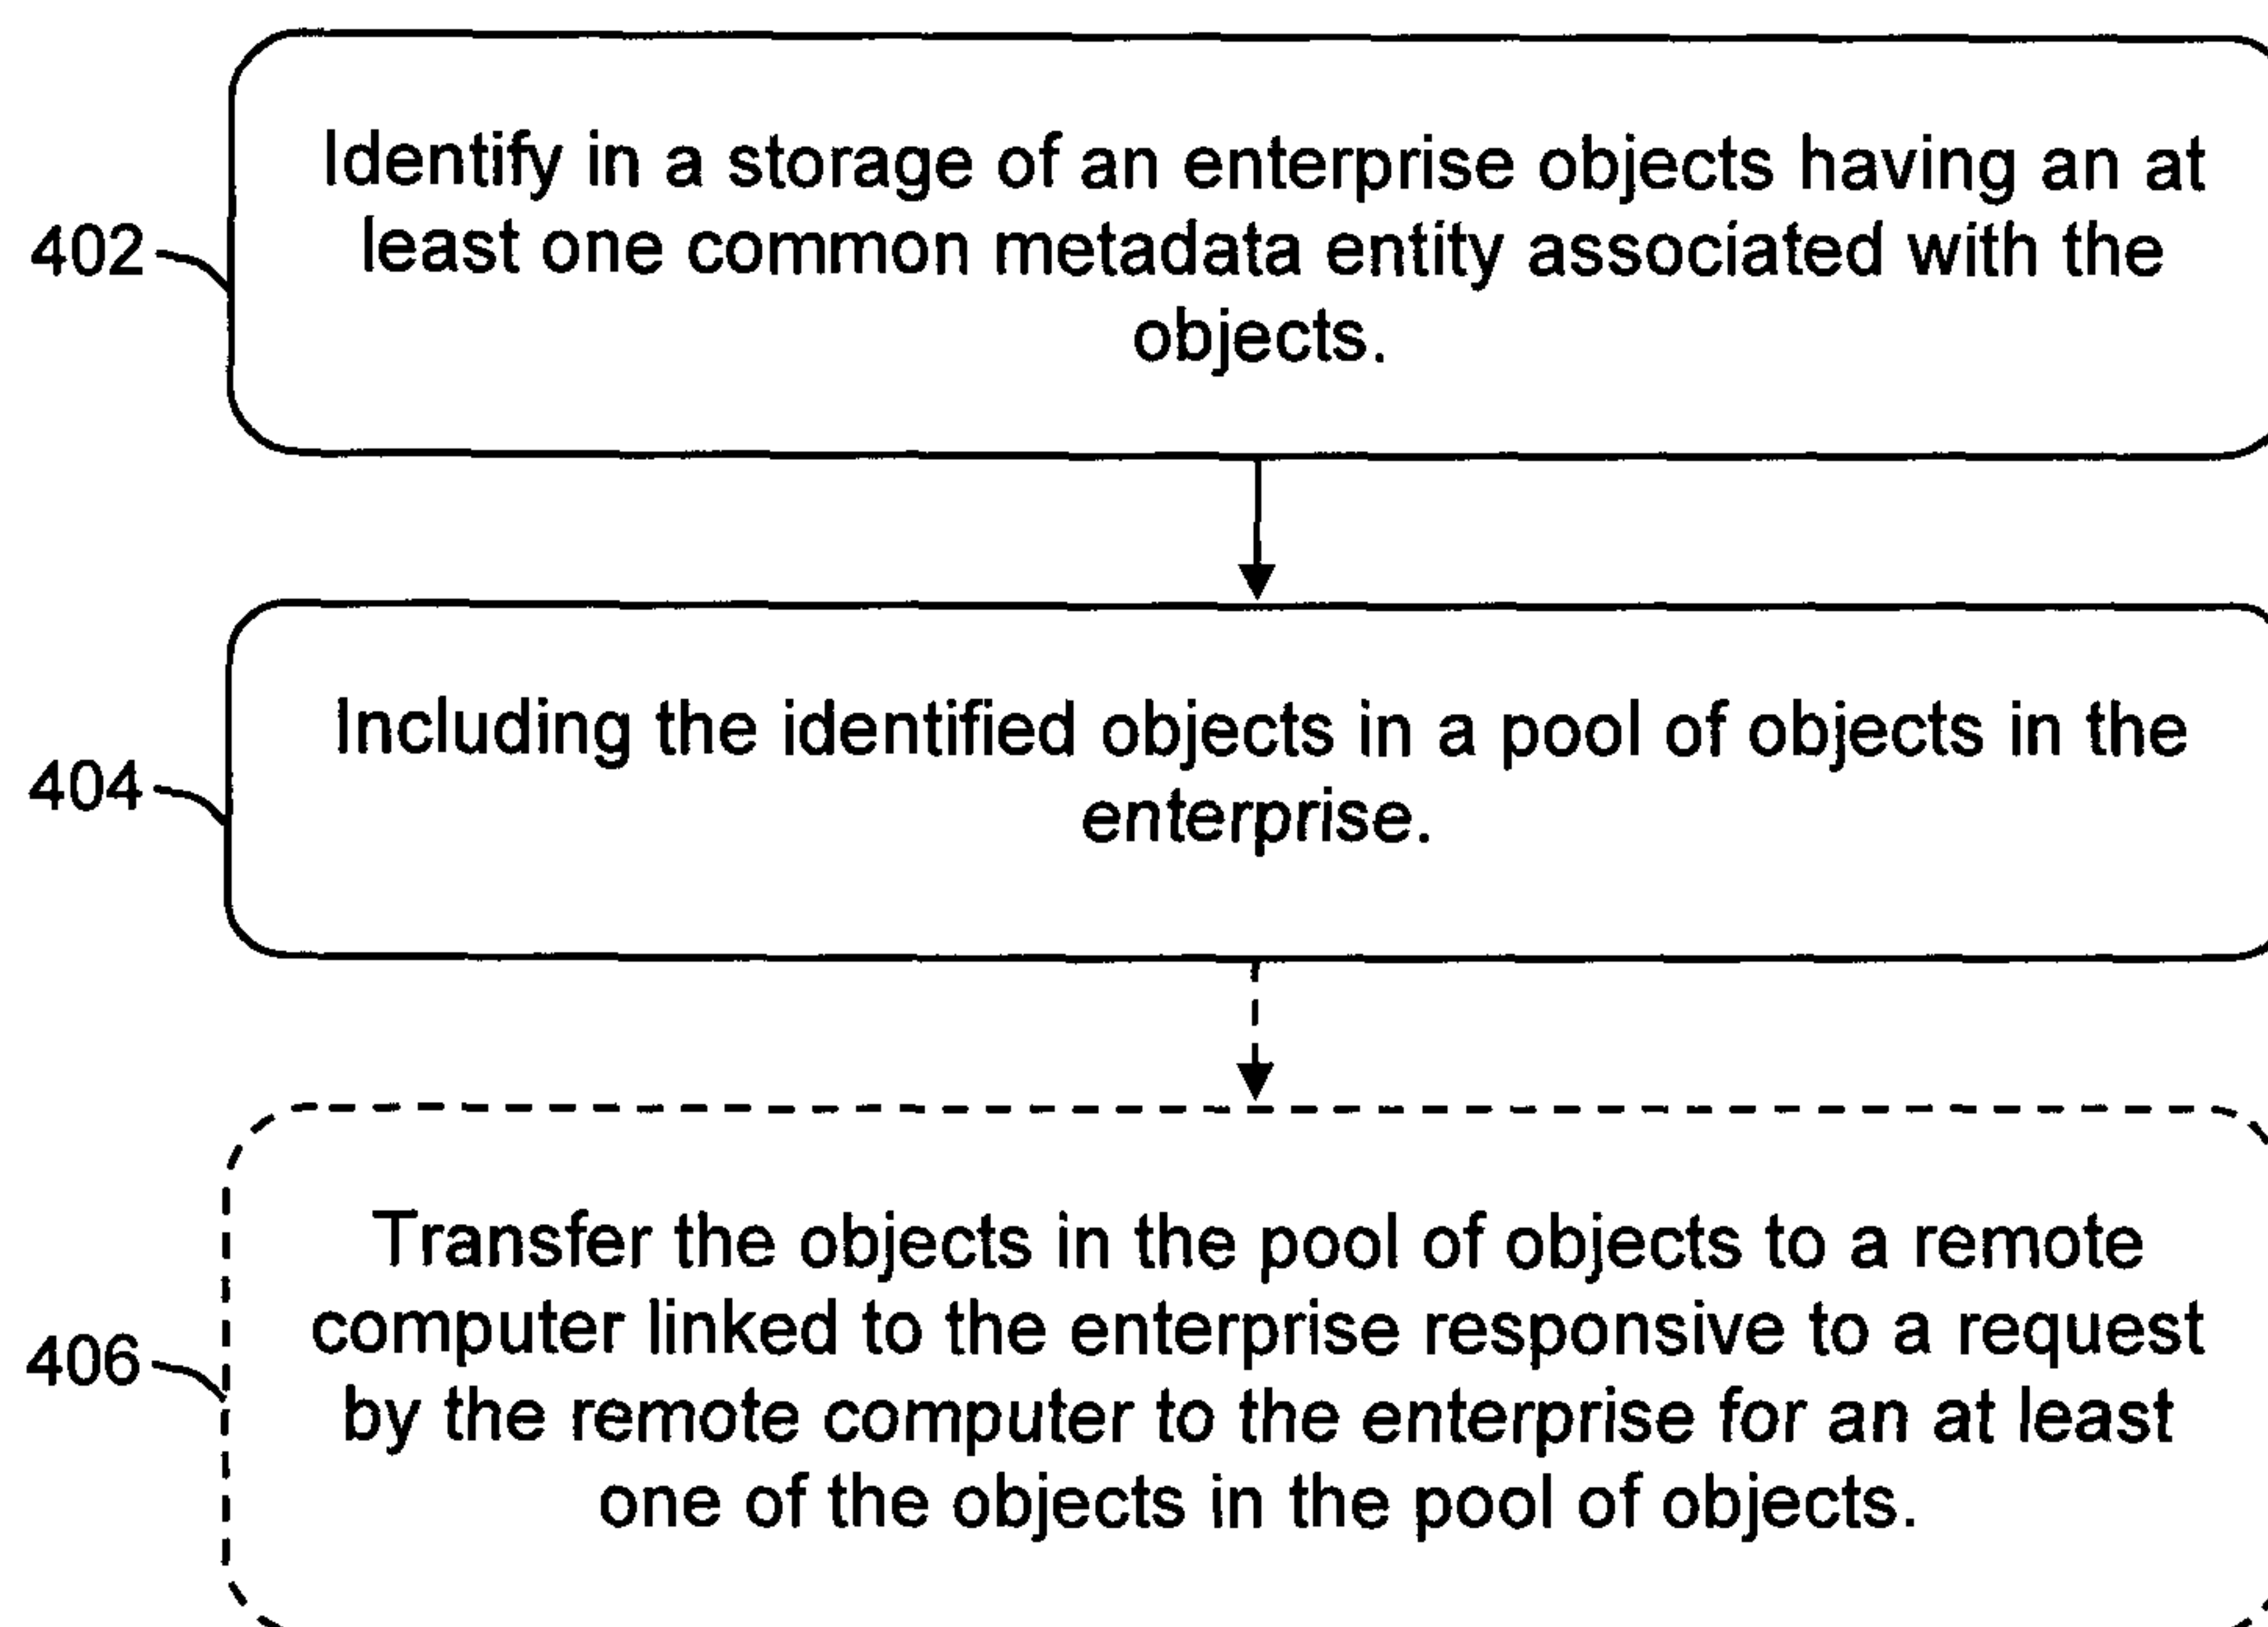 Identify in a storage of an enterprise objects having an at
402
least one common metadata entity associated with the
objects.
Including the identified objects in a pool of objects in the
404
enterprise.
Transfer the objects in the pool of objects to a remote
computer linked to the enterprise responsive to a request
406
by the remote computer to the enterprise for an at least
one of the objects in the pool of objects.